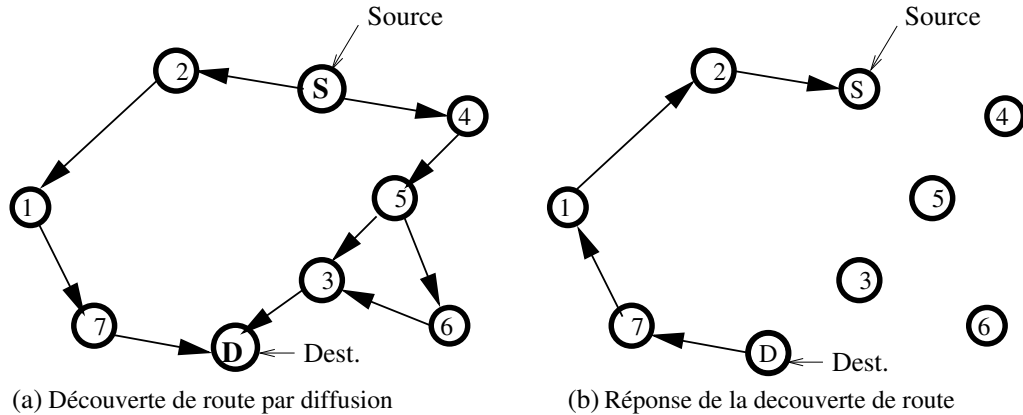 Source
2
S
4
1
5
3
7
6
D
Dest.
(a) Découverte de route par diffusion
Source
2
S
4
1
5
3
7
6
D
Dest.
(b) Réponse de la decouverte de route